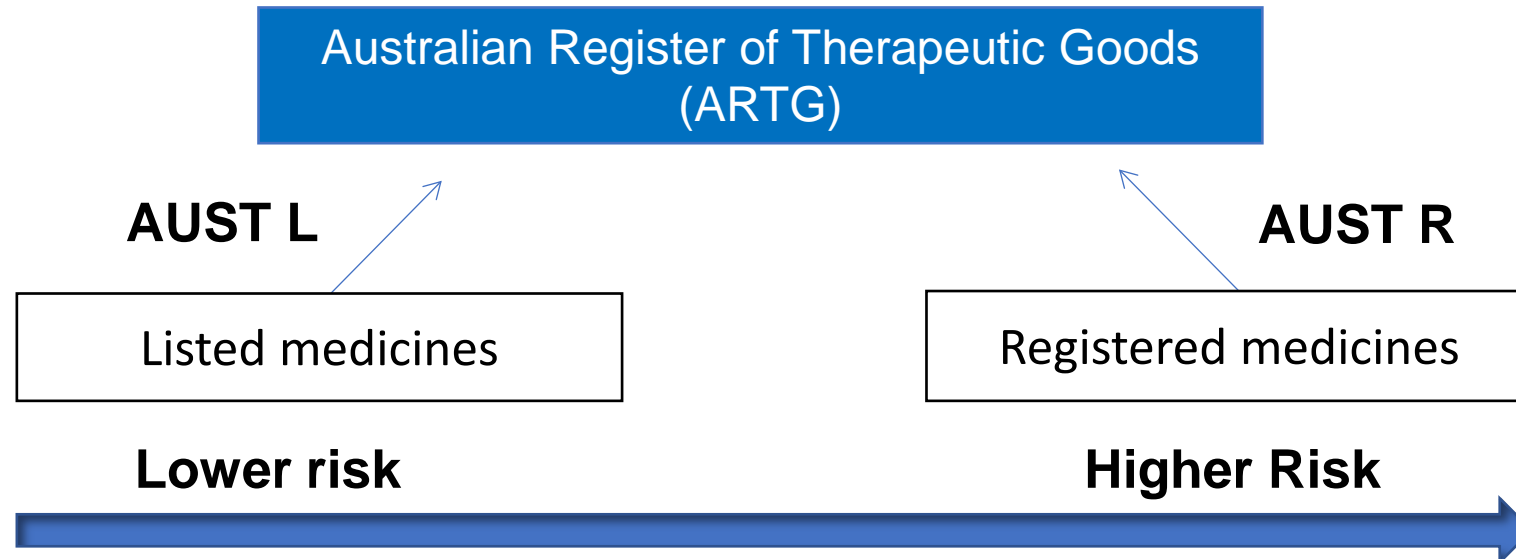 Australian Register of Therapeutic Goods
(ARTG)
AUST L
AUST R
Listed medicines
Registered medicines
Lower risk
Higher Risk